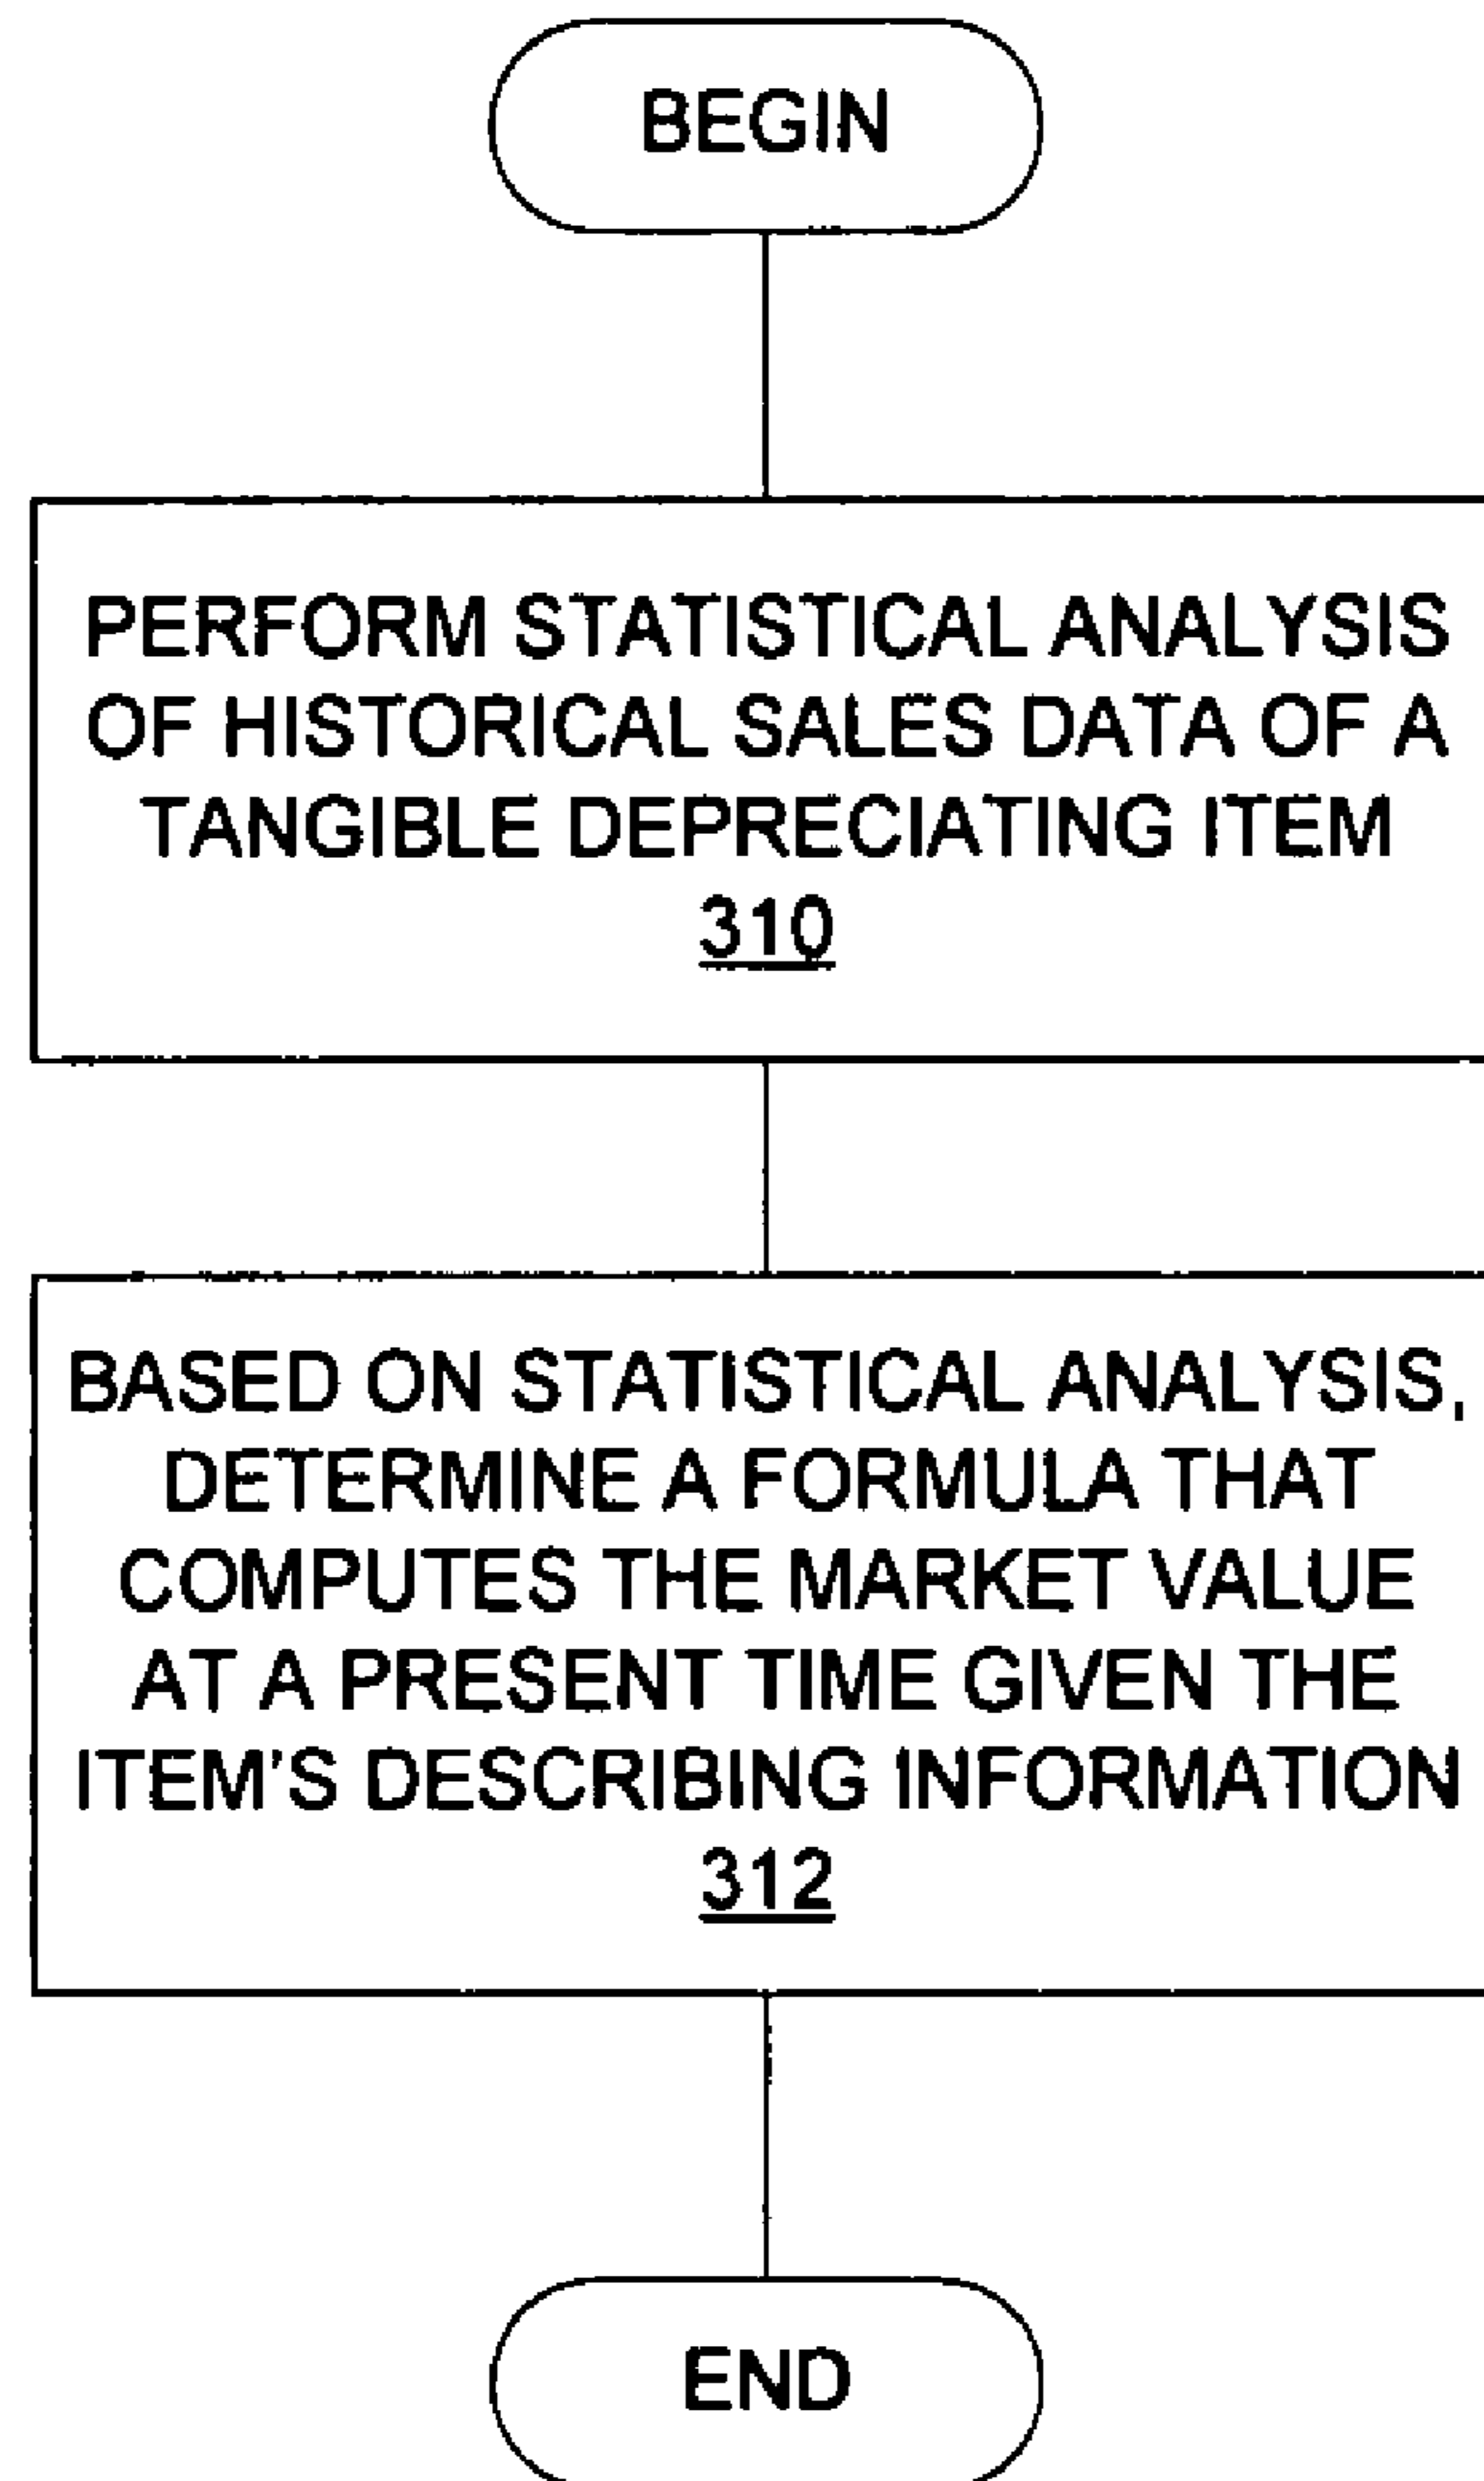 BEGIN
PERFORM STATISTICAL ANALYSIS
OF HISTORICAL SALES DATA OF A
TANGIBLE DEPRECIATING ITEM
310
BASED ON STATISTICAL ANALYSIS,
DETERMINE A FORMULA THAT
COMPUTES THE MARKET VALUE
AT A PRESENT TIME GIVEN THE
ITEM'S DESCRIBING INFORMATION
312
END